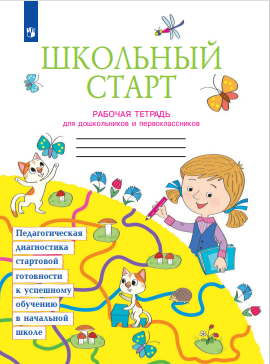 ШКОЛЬНЫЙ
СТАРТ
РАБОЧАЯ ТЕТРАДЬ
для дошкольников и первоклассников
Педагогическая
диагностика
стартовой
готовности
к успешному
обучению
в начальной
школе